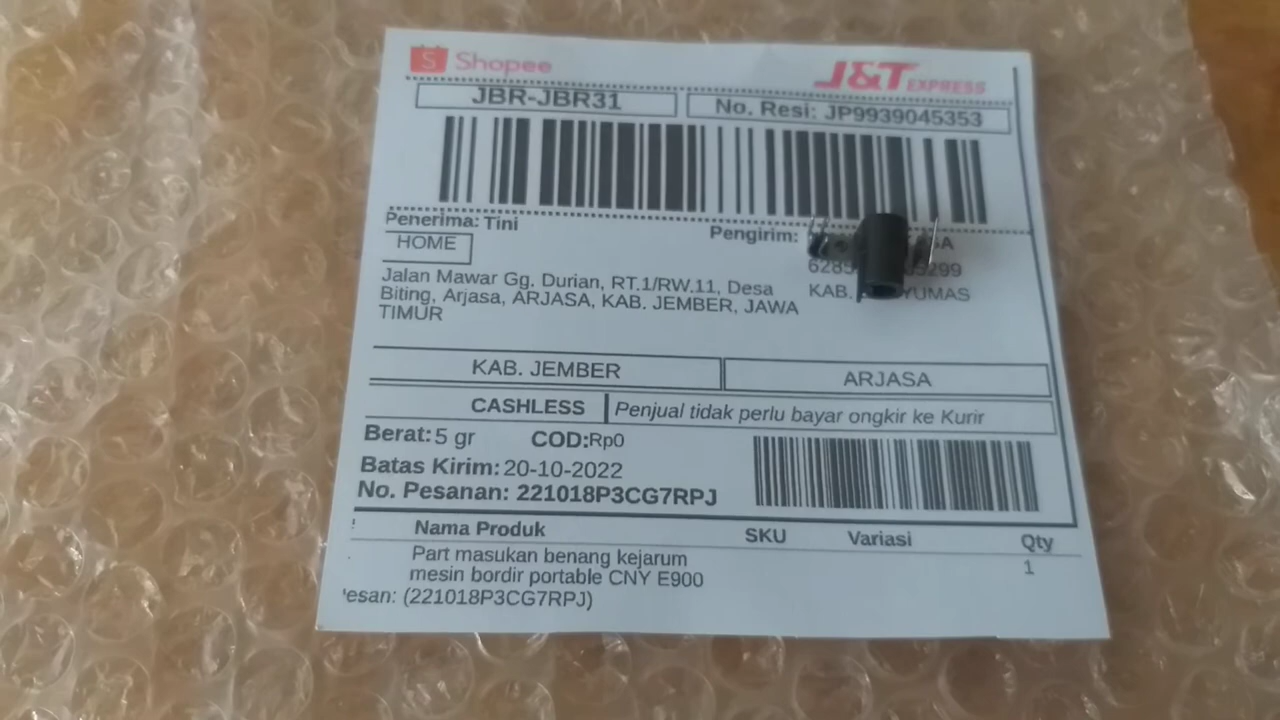 Shopee
J&T EXPRESS
JBR-JBR31
No. Resi: JP9939045353
Penerima: Tini
Pengirim:
HOME
Jalan Mawar Gg, Durian, RT.1/RW.11, Desa
Biting, Arjasa, ARJASA, KAB. JEMBER, JAWA
TIMUR
KAB.
KAB. JEMBER
ARJASA
CASHLESS
Penjual tidak perlu bayar ongkir ke Kurir
Berat: 5 gr
COD:Rp0
Batas Kirim: 20-10-2022
No. Pesanan: 221018P3CG7RPJ
Nama Produk
SKU
Variasi
Qty
Part masukan benang kejarum
mesin bordir portable CNY E900
1
esan: (221018P3CG7RPJ)